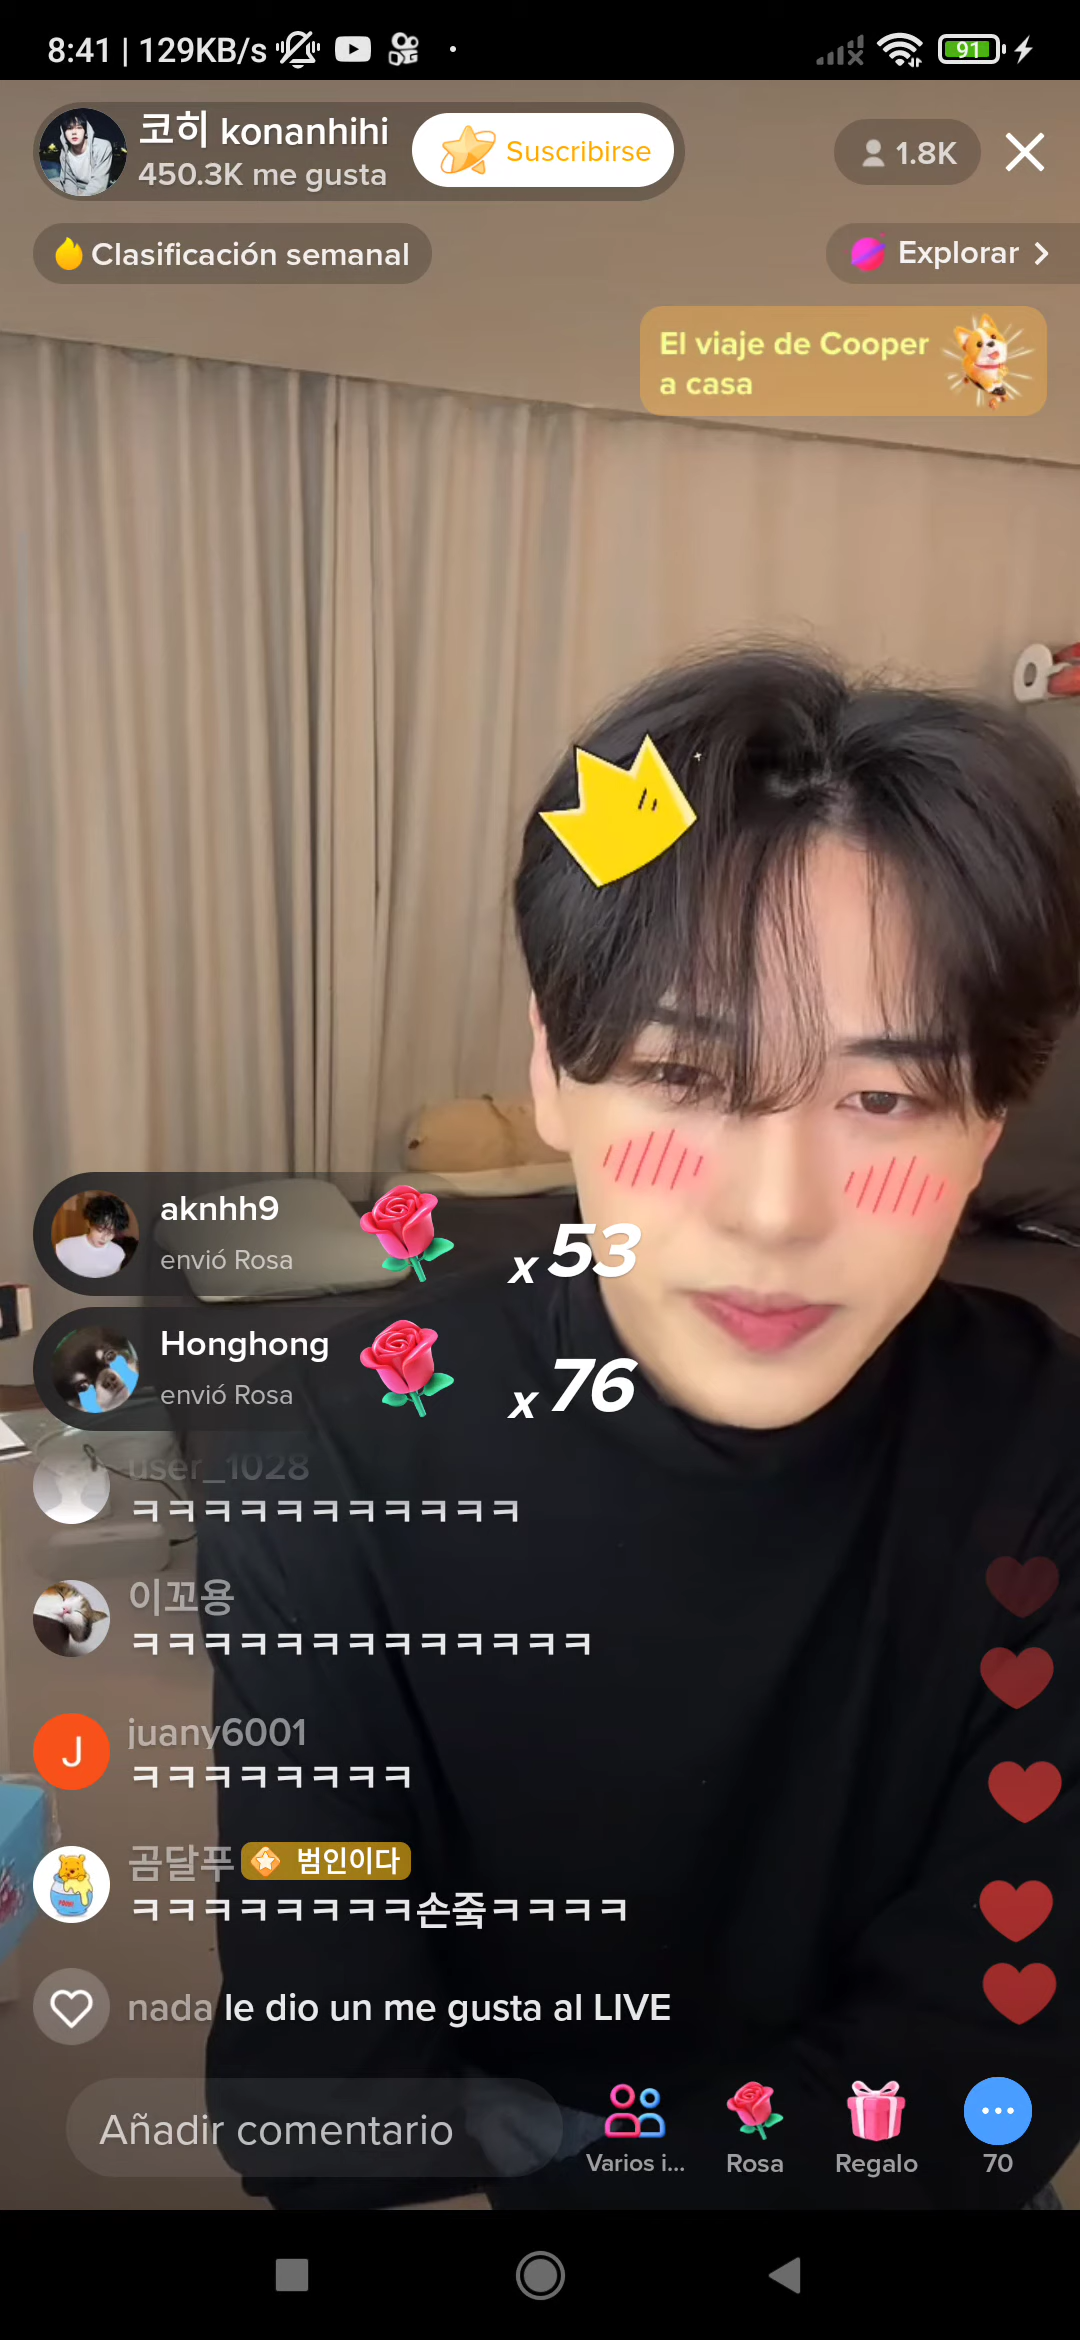 8:41 | 129KB/s
91
코히 konanhihi
450.3K me gusta
Suscribirse
1.8K
Clasificación semanal
Explorar
El viaje de Cooper
a casa
aknhh9
envió Rosa
x 53
Honghong
envió Rosa
x 76
user_1028
ㅋㅋㅋㅋㅋㅋㅋㅋㅋㅋㅋ
이꼬용
ㅋㅋㅋㅋㅋㅋㅋㅋㅋㅋㅋㅋㅋ
J
juany6001
ㅋㅋㅋㅋㅋㅋㅋㅋ
곰달푸 범인이다
ㅋㅋㅋㅋㅋㅋㅋㅋ손줔ㅋㅋㅋㅋ
nada le dio un me gusta al LIVE
Añadir comentario
Varios i...
Rosa
Regalo
70